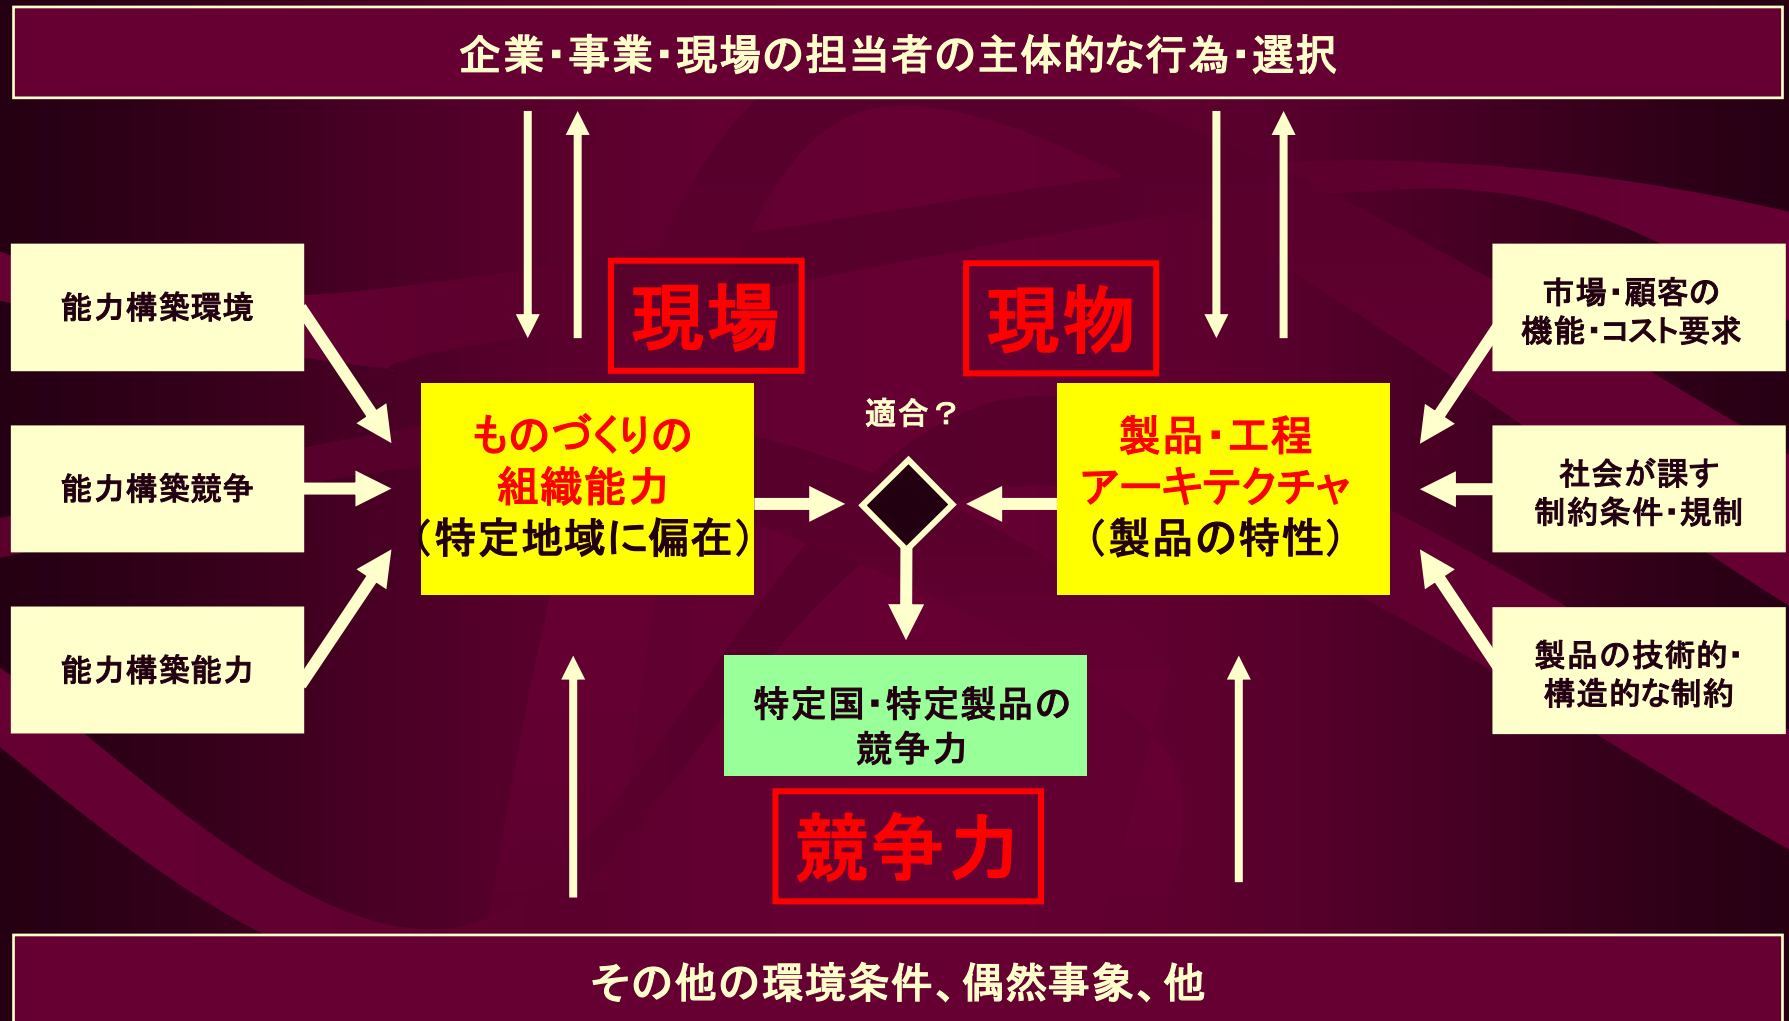 企業・事業・現場の担当者の主体的な行為・選択
現場
現物
能力構築環境
能力構築競争
能力構築能力
ものづくりの
組織能力
（特定地域に偏在）
適合？
製品・工程
アーキテクチャ
（製品の特性）
市場・顧客の
機能・コスト要求
社会が課す
制約条件・規制
製品の技術的・
構造的な制約
特定国・特定製品の
競争力
競争力
その他の環境条件、偶然事象、他